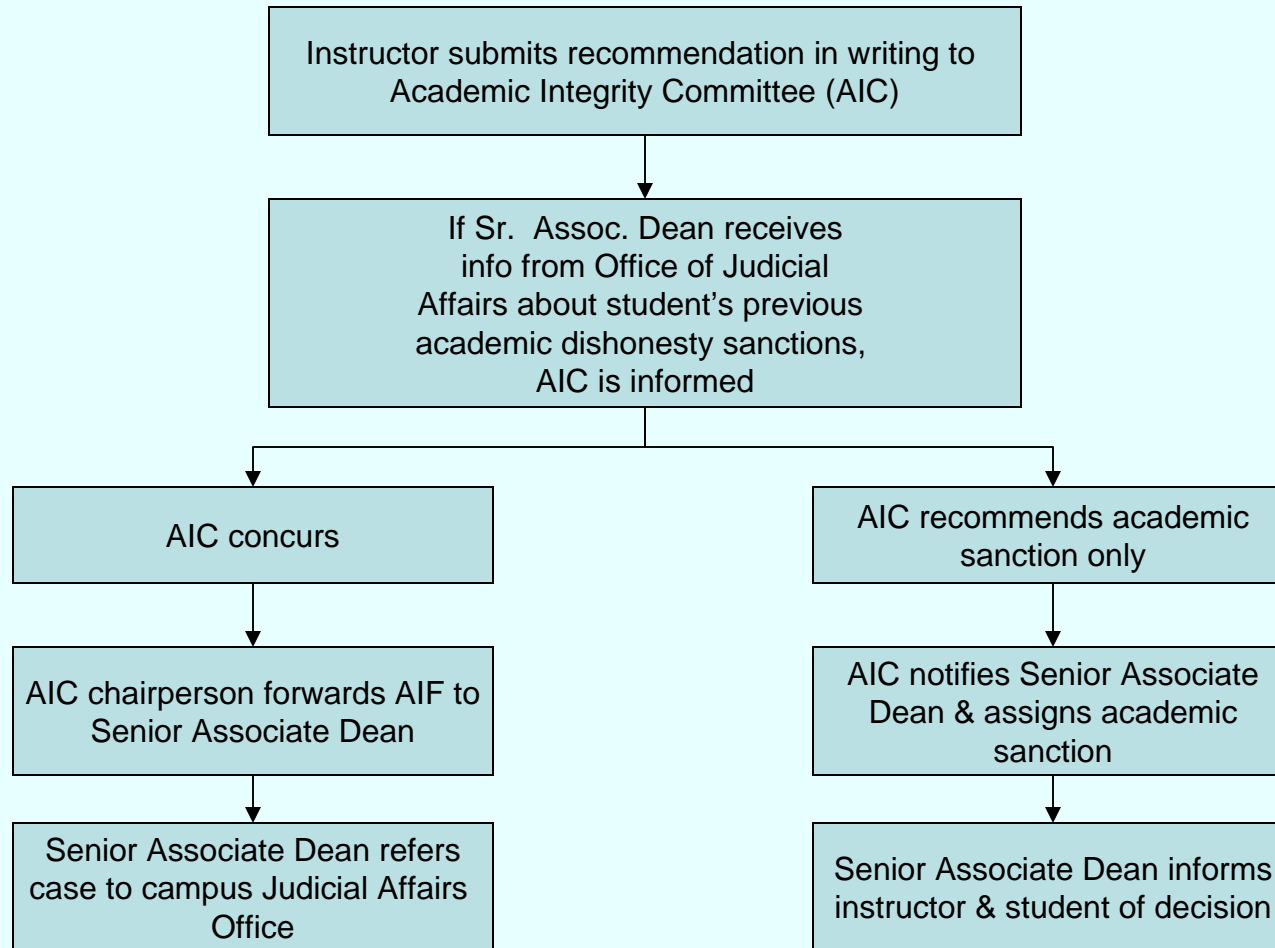 Instructor submits recommendation in writing to
Academic Integrity Committee (AIC)
If Sr. Assoc. Dean receives
info from Office of Judicial
Affairs about student’s previous
academic dishonesty sanctions,
AIC is informed
AIC concurs
AIC recommends academic
sanction only
AIC chairperson forwards AIF to
Senior Associate Dean
AIC notifies Senior Associate
Dean & assigns academic
sanction
Senior Associate Dean refers
case to campus Judicial Affairs
Office
Senior Associate Dean informs
instructor & student of decision